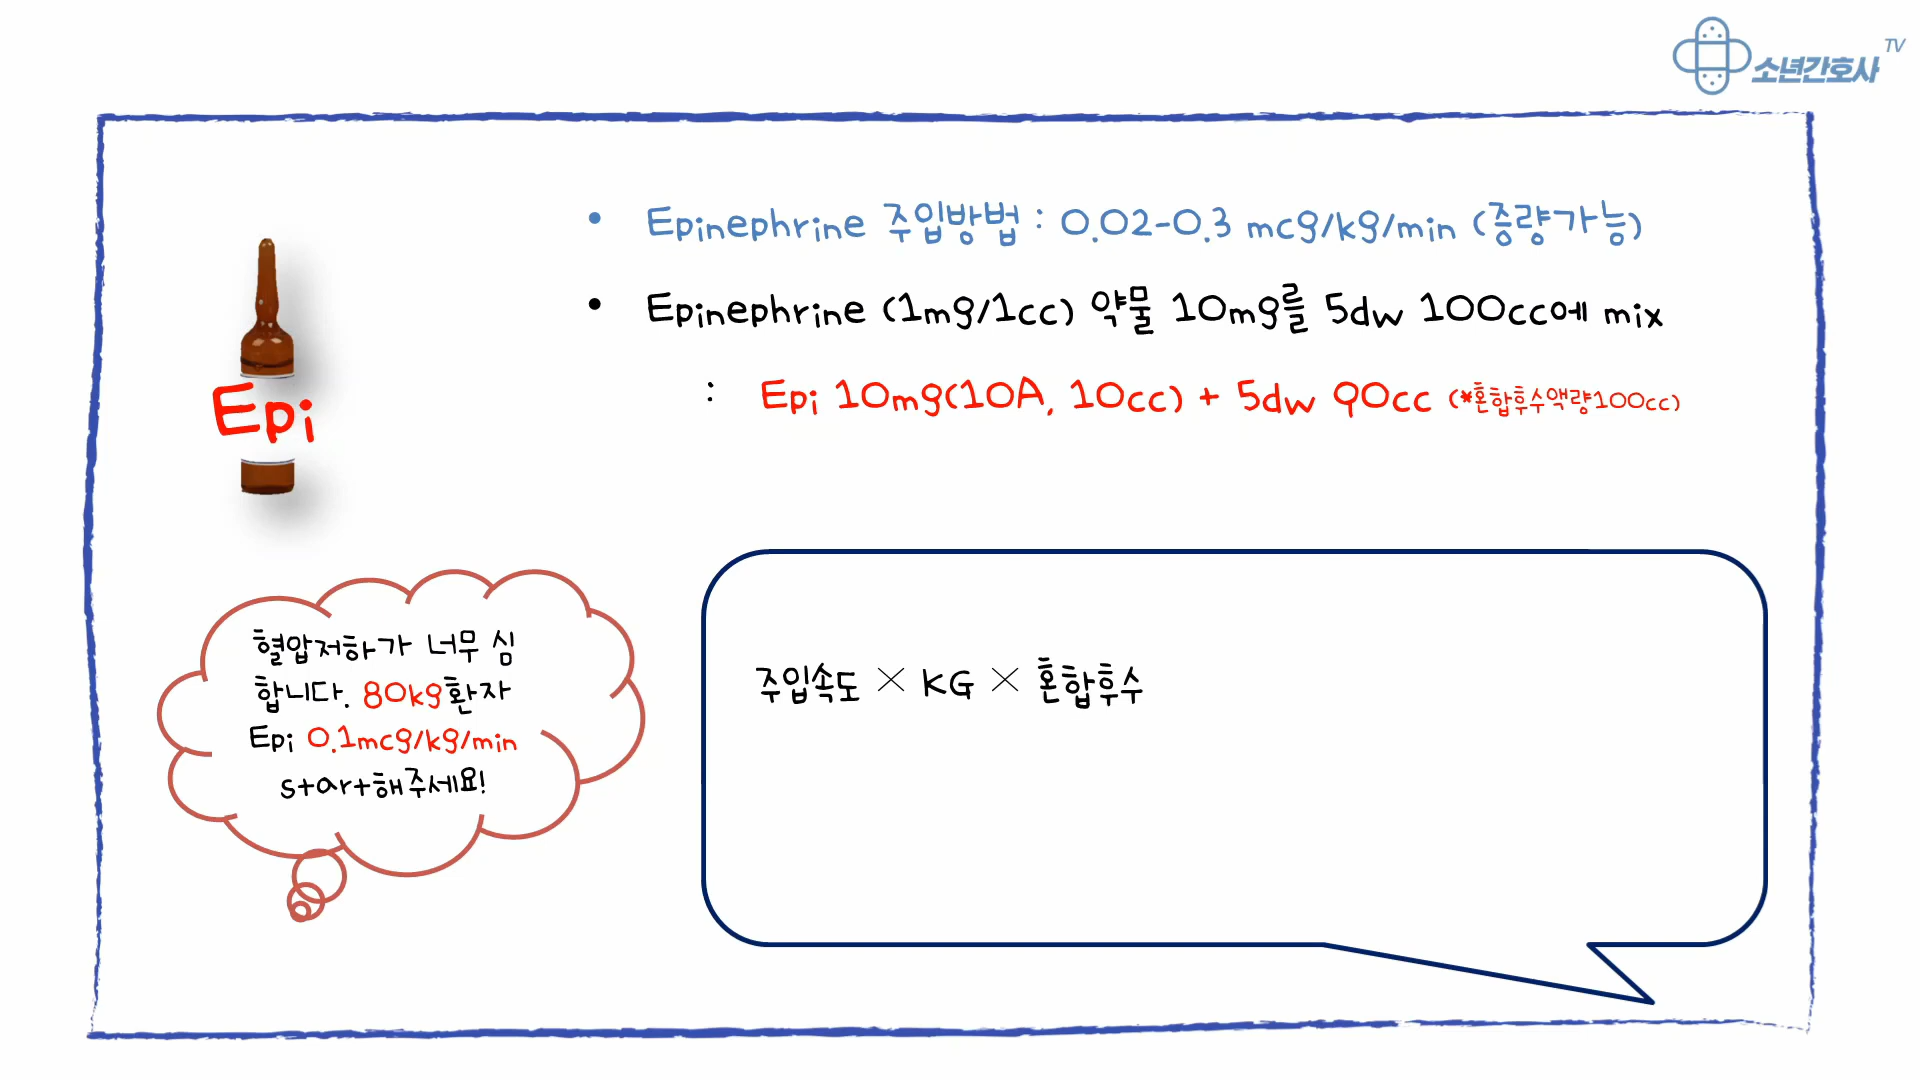 소년간호사 TV
• Epinephrine 주입방법 : 0.02-0.3 mcg/kg/min (증량가능)
• Epinephrine (1mg/1cc) 약물 10mg를 5dw 100cc에 mix
: Epi 10mg(10A, 10cc) + 5dw 90cc (*혼합후수액량100cc)
Epi
혈압저하가 너무 심
합니다. 80kg환자
Epi 0.1mcg/kg/min
start해주세요!
주입속도 × KG × 혼합후수